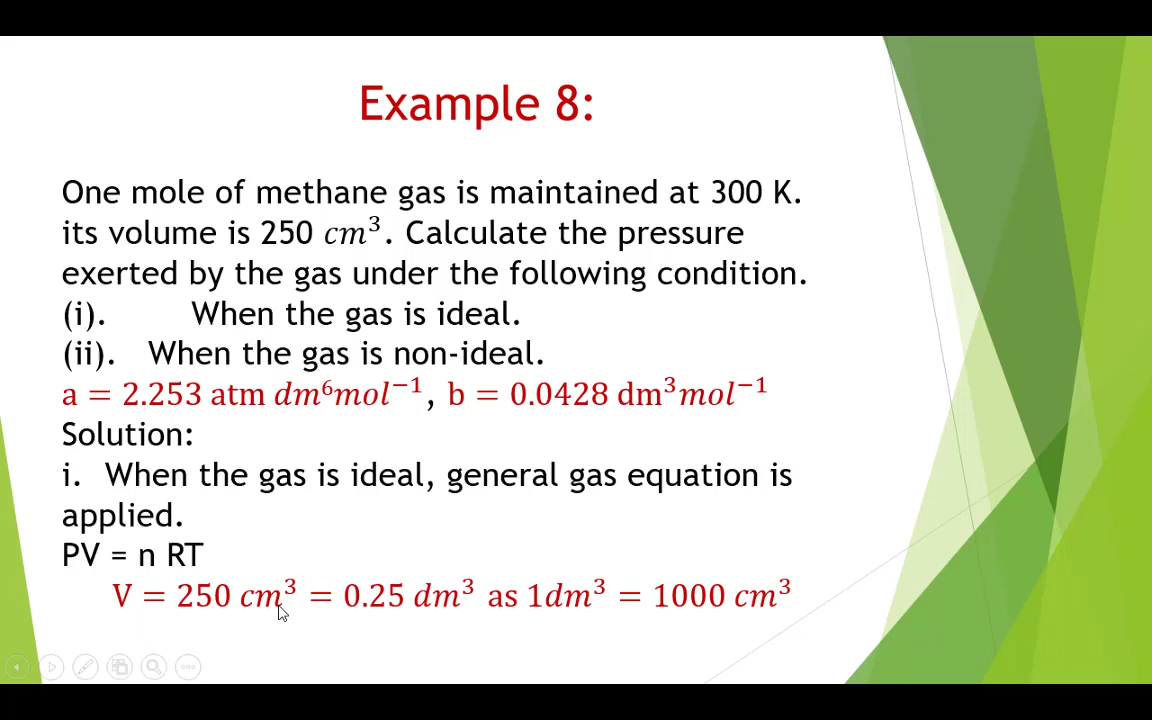 Example 8:
One mole of methane gas is maintained at 300 K.
its volume is 250 cm³. Calculate the pressure
exerted by the gas under the following condition.
(i). When the gas is ideal.
(ii). When the gas is non-ideal.
a = 2.253 atm dm⁶mol⁻¹, b = 0.0428 dm³mol⁻¹
Solution:
i. When the gas is ideal, general gas equation is
applied.
PV = n RT
V = 250 cm³ = 0.25 dm³ as 1dm³ = 1000 cm³